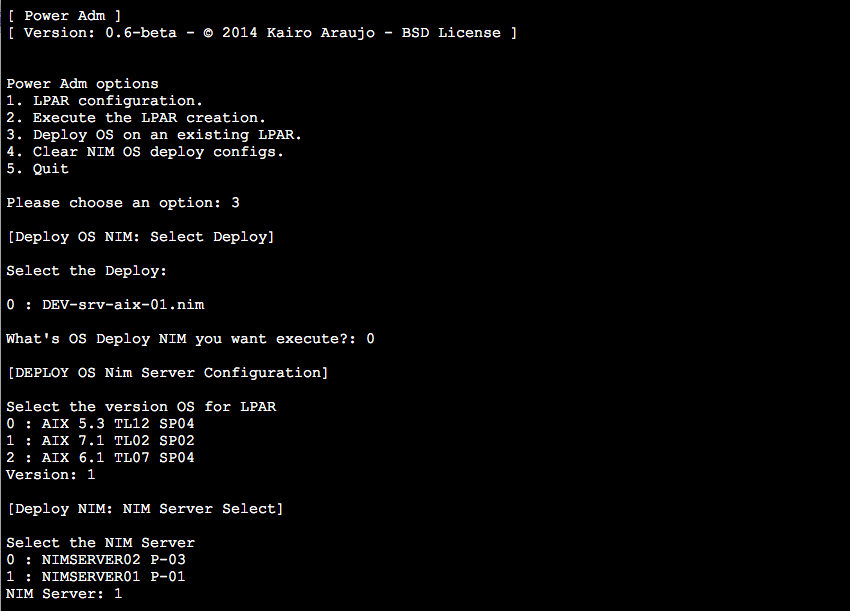 [ Power Adm ]
[ Version: 0.6-beta - © 2014 Kairo Araujo - BSD License ]
Power Adm options
1. LPAR configuration.
2. Execute the LPAR creation.
3. Deploy OS on an existing LPAR.
4. Clear NIM OS deploy configs.
5. Quit
Please choose an option: 3
[Deploy OS NIM: Select Deploy]
Select the Deploy:
0 : DEV-srv-aix-01.nim
What's OS Deploy NIM you want execute?: 0
[DEPLOY OS Nim Server Configuration]
Select the version OS for LPAR
0 : AIX 5.3 TL12 SP04
1 : AIX 7.1 TL02 SP02
2 : AIX 6.1 TL07 SP04
Version: 1
[Deploy NIM: NIM Server Select]
Select the NIM Server
0 : NIMSERVER02 P-03
1 : NIMSERVER01 P-01
NIM Server: 1